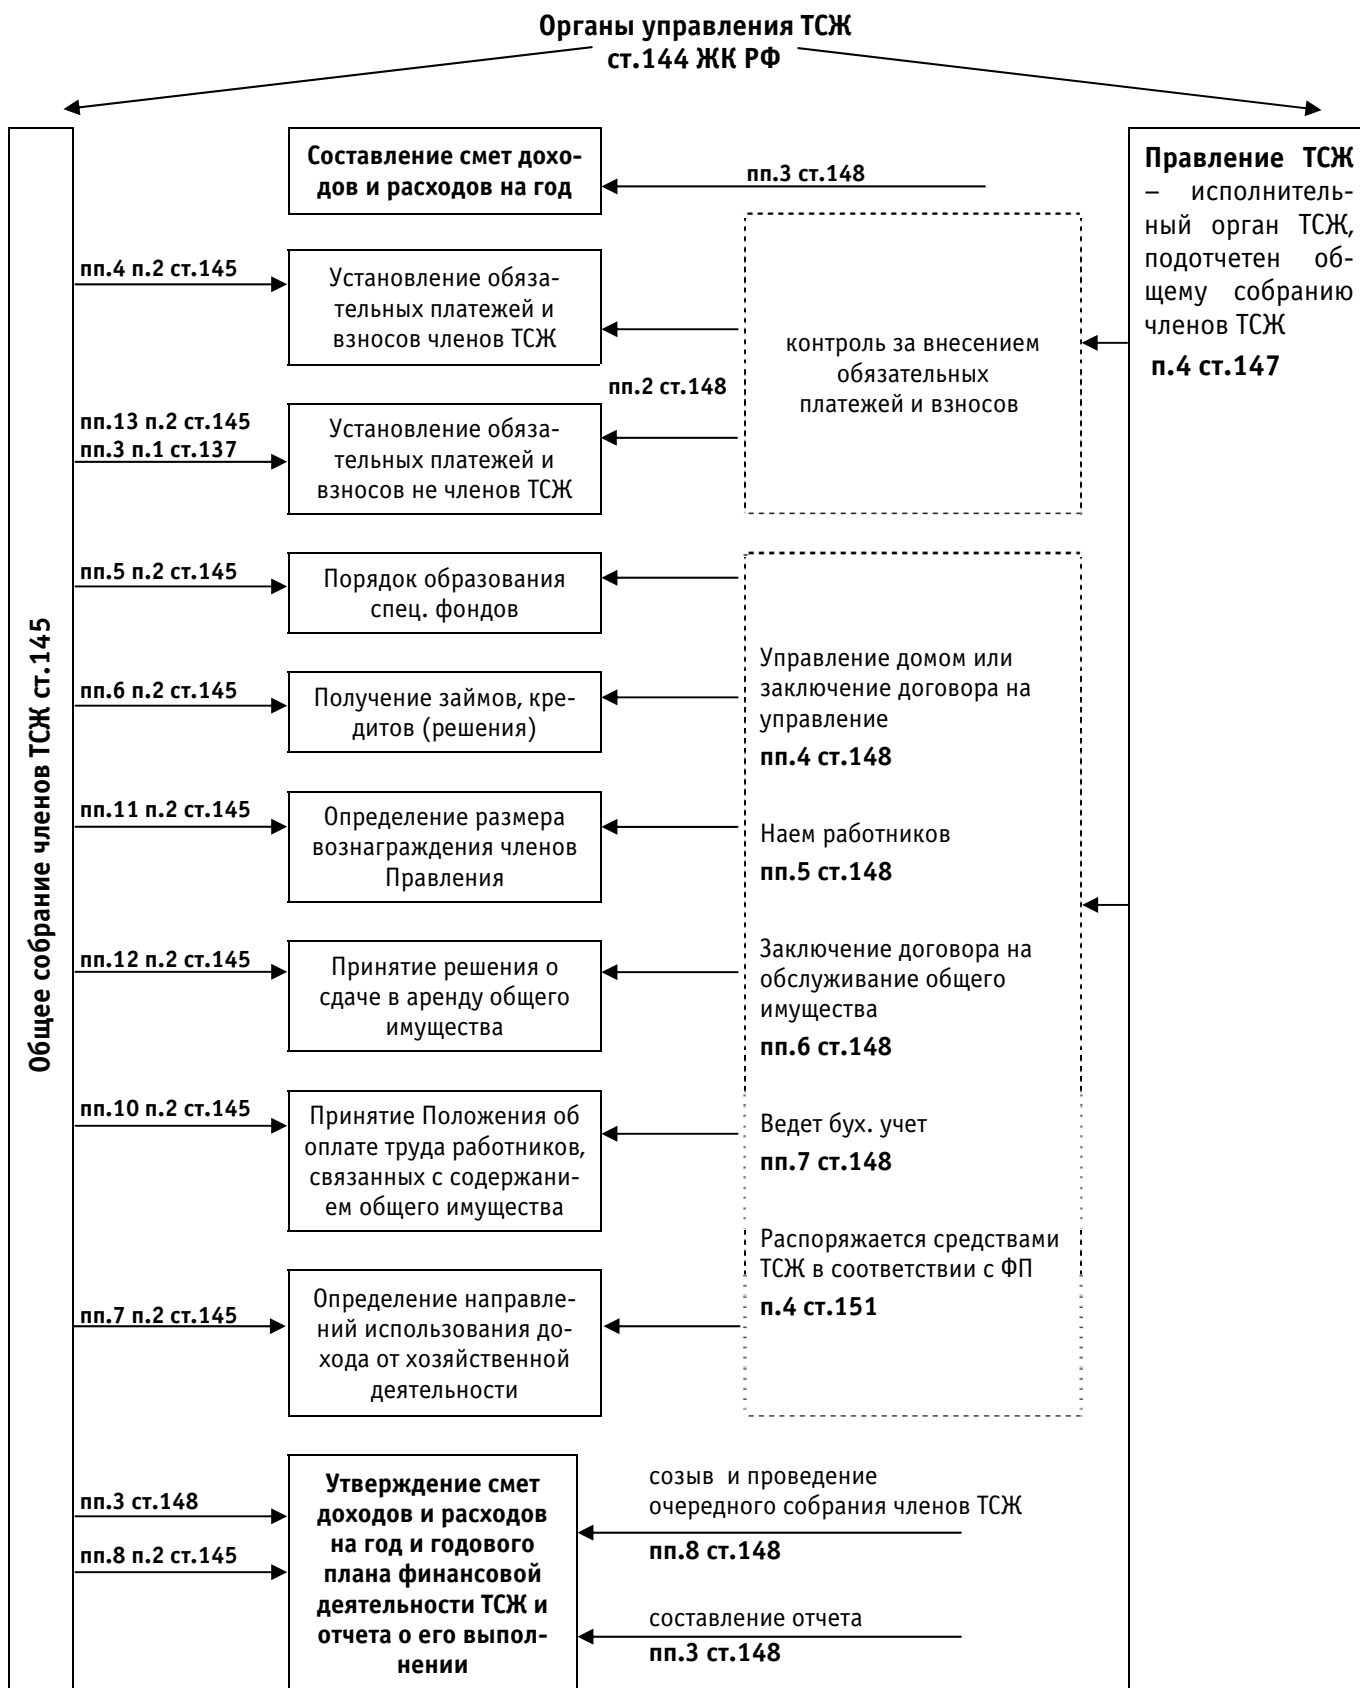 Органы управления ТСЖ
ст.144 ЖК РФ
Общее собрание членов ТСЖ ст.145
Составление смет дохо-
дов и расходов на год
пп.3 ст.148
Правление ТСЖ
– исполнитель-
ный орган ТСЖ,
подотчетен об-
щему собранию
членов ТСЖ
п.4 ст.147
пп.4 п.2 ст.145
Установление обяза-
тельных платежей и
взносов членов ТСЖ
контроль за внесением
обязательных
платежей и взносов
пп.2 ст.148
пп.13 п.2 ст.145
пп.3 п.1 ст.137
Установление обяза-
тельных платежей и
взносов не членов ТСЖ
пп.5 п.2 ст.145
Порядок образования
спец. фондов
пп.6 п.2 ст.145
Получение займов, кре-
дитов (решения)
Управление домом или
заключение договора на
управление
пп.4 ст.148
пп.11 п.2 ст.145
Определение размера
вознаграждения членов
Правления
Наем работников
пп.5 ст.148
пп.12 п.2 ст.145
Принятие решения о
сдаче в аренду общего
имущества
Заключение договора на
обслуживание общего
имущества
пп.6 ст.148
пп.10 п.2 ст.145
Принятие Положения об
оплате труда работников,
связанных с содержани-
ем общего имущества
Ведет бух. учет
пп.7 ст.148
пп.7 п.2 ст.145
Определение направле-
ний использования до-
хода от хозяйственной
деятельности
Распоряжается средствами
ТСЖ в соответствии с ФП
п.4 ст.151
пп.3 ст.148
пп.8 п.2 ст.145
Утверждение смет
доходов и расходов
на год и годового
плана финансовой
деятельности ТСЖ и
отчета о его выпол-
нении
созыв и проведение
очередного собрания членов ТСЖ
пп.8 ст.148
составление отчета
пп.3 ст.148